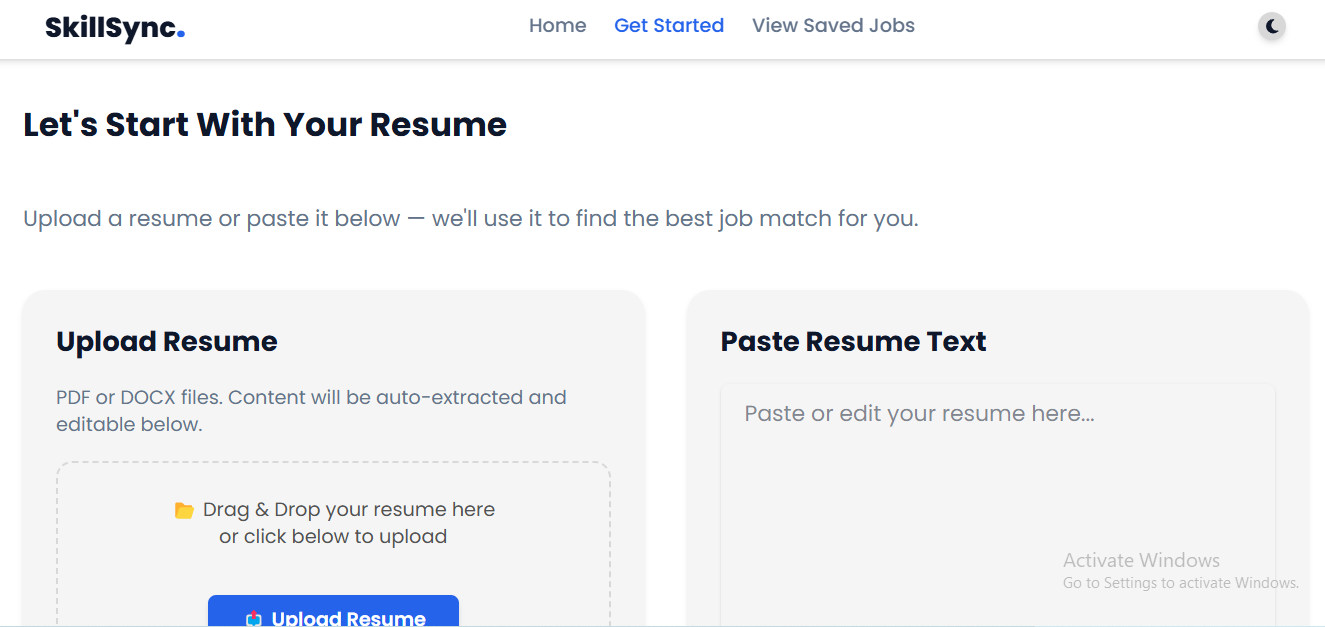 SkillSync.
Home
Get Started
View Saved Jobs
Let's Start With Your Resume
Upload a resume or paste it below — we'll use it to find the best job match for you.
Upload Resume
PDF or DOCX files. Content will be auto-extracted and
editable below.
📂 Drag & Drop your resume here
or click below to upload
📤 Upload Resume
Paste Resume Text
Paste or edit your resume here...
Activate Windows
Go to Settings to activate Windows.